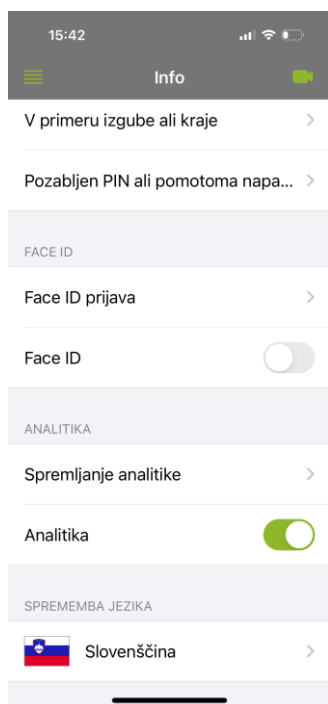 15:42
Info
V primeru izgube ali kraje
Pozabljen PIN ali pomotoma napa...
FACE ID
Face ID prijava
Face ID
ANALITIKA
Spremljanje analitike
Analitika
SPREMEMBA JEZIKA
Slovenščina